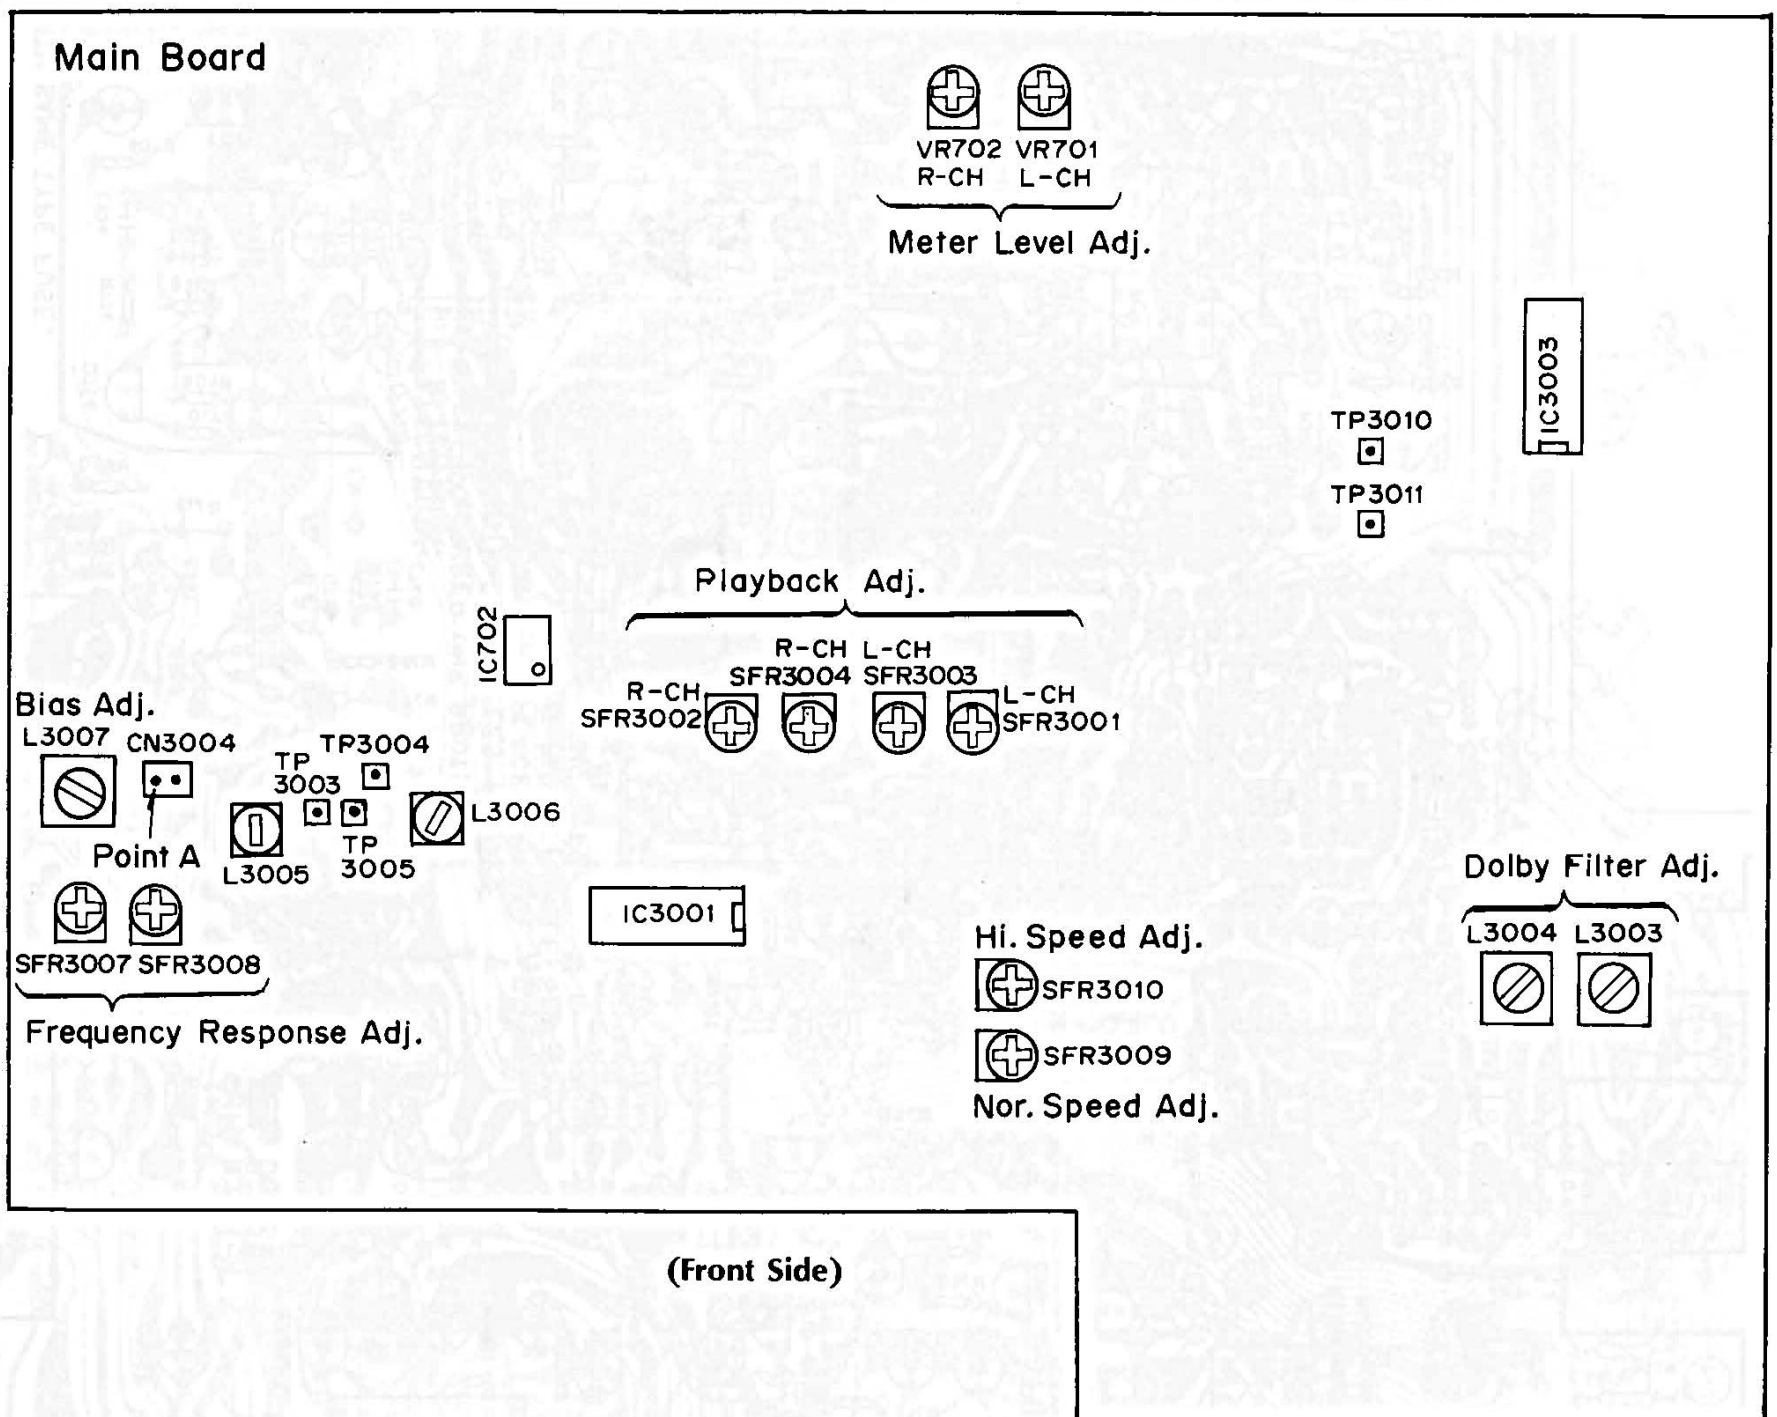 Main Board
VR702 VR701
R-CH L-CH
Meter Level Adj.
IC3003
TP3010
TP3011
Playback Adj.
IC702
R-CH L-CH
SFR3004 SFR3003
R-CH
SFR3002
L-CH
SFR3001
Bias Adj.
L3007
CN3004
TP
3003
TP3004
L3006
Point A
L3005
TP
3005
IC3001
SFR3007 SFR3008
Frequency Response Adj.
Hi. Speed Adj.
SFR3010
SFR3009
Nor. Speed Adj.
Dolby Filter Adj.
L3004 L3003
(Front Side)